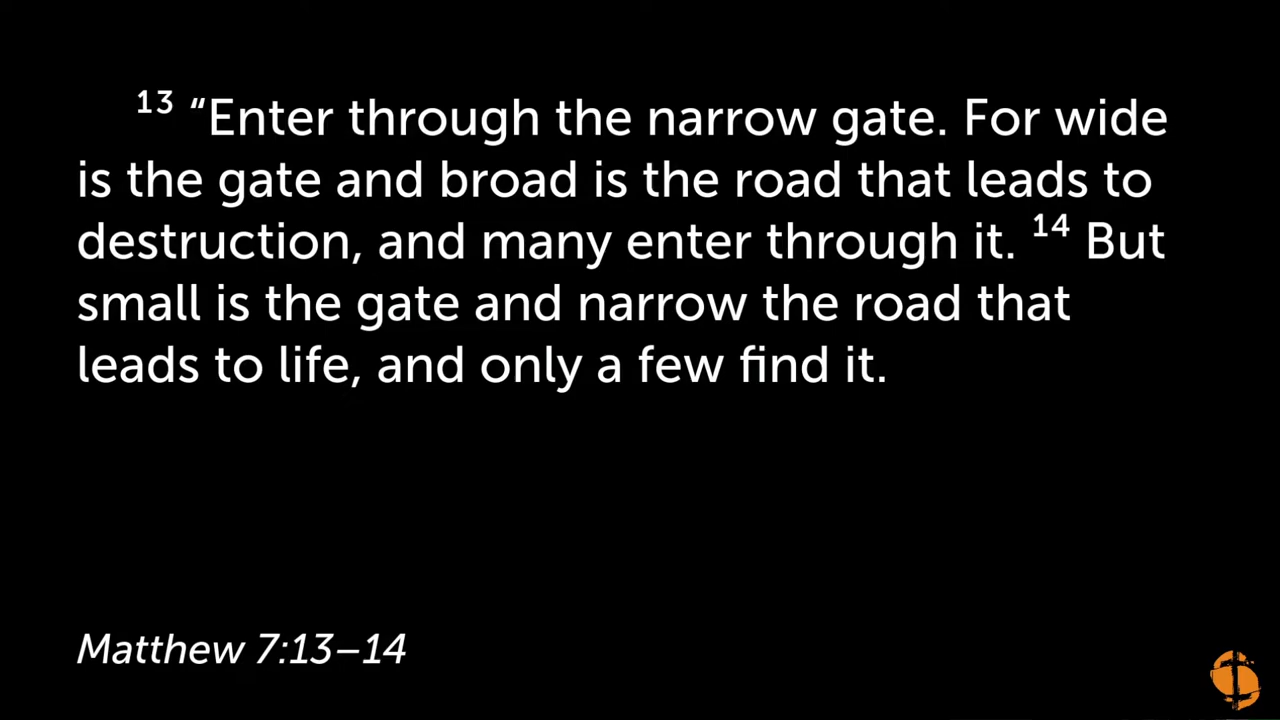 13 “Enter through the narrow gate. For wide
is the gate and broad is the road that leads to
destruction, and many enter through it. 14 But
small is the gate and narrow the road that
leads to life, and only a few find it.
Matthew 7:13–14